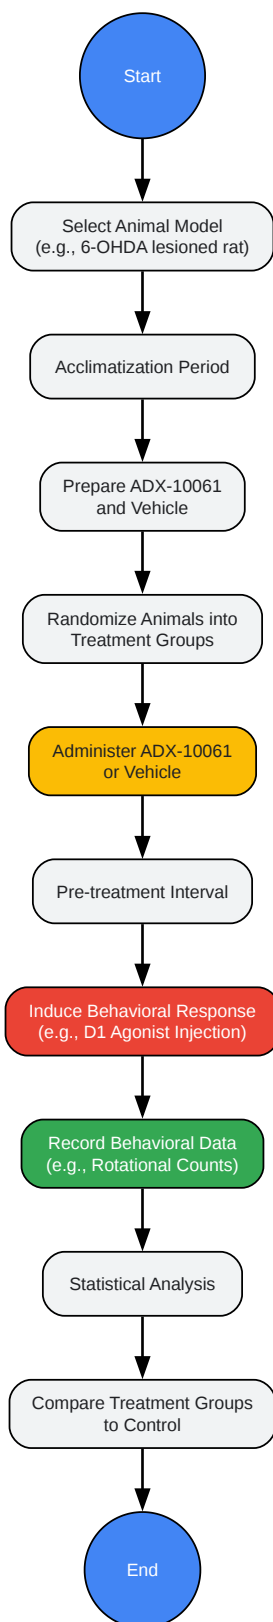 Start
Select Animal Model
(e.g., 6-OHDA lesioned rat)
Acclimatization Period
Prepare ADX-10061
and Vehicle
Randomize Animals into
Treatment Groups
Administer ADX-10061
or Vehicle
Pre-treatment Interval
Induce Behavioral Response
(e.g., D1 Agonist Injection)
Record Behavioral Data
(e.g., Rotational Counts)
Statistical Analysis
Compare Treatment Groups
to Control
End